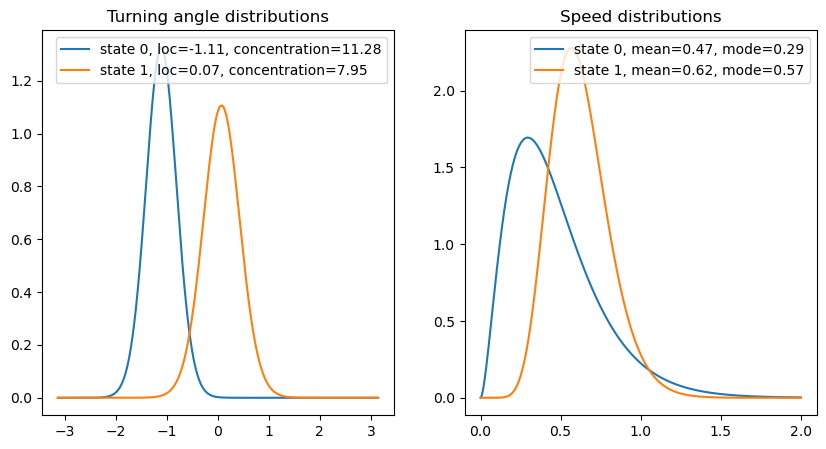 Turning angle distributions
state 0, loc=-1.11, concentration=11.28
state 1, loc=0.07, concentration=7.95
1.2
1.0
0.8
0.6
0.4
0.2
0.0
−3 −2 −1 0 1 2 3
Speed distributions
state 0, mean=0.47, mode=0.29
state 1, mean=0.62, mode=0.57
2.0
1.5
1.0
0.5
0.0
0.0 0.5 1.0 1.5 2.0